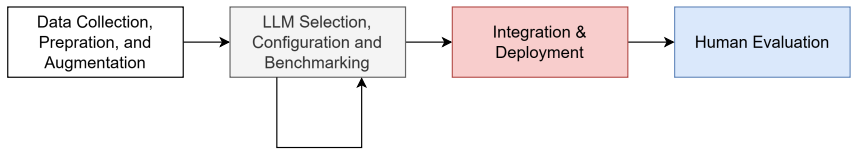 Data Collection,
Prepration, and
Augmentation
LLM Selection,
Configuration and
Benchmarking
Integration &
Deployment
Human Evaluation